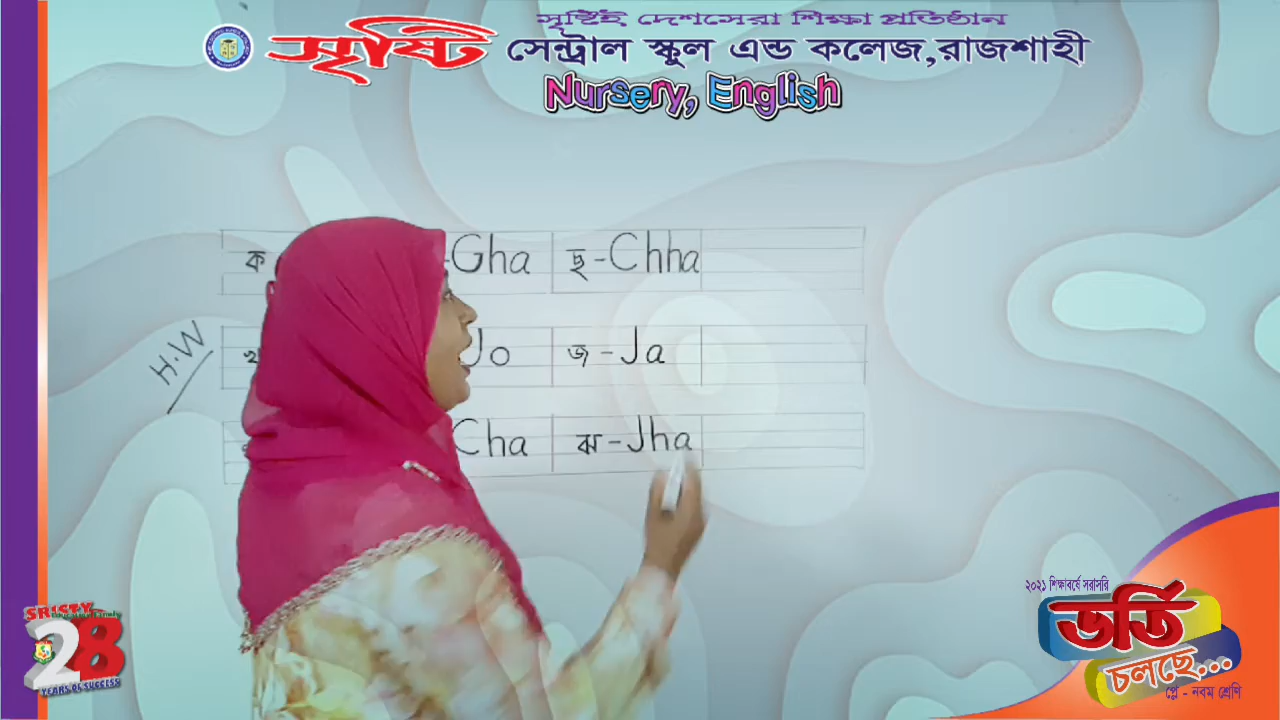 সৃষ্টিই দেশসেরা শিক্ষা প্রতিষ্ঠান
সৃষ্টি সেন্ট্রাল স্কুল এন্ড কলেজ,রাজশাহী
Nursery, English
ক Gha ছ - Chha
H.W
খ Jo জ - Ja
Cha ঝ - Jha
২০২১ শিক্ষাবর্ষে সরাসরি
ভর্তি
চলছে...
প্লে - নবম শ্রেণি
SRISTY
28
YEARS OF SUCCESS